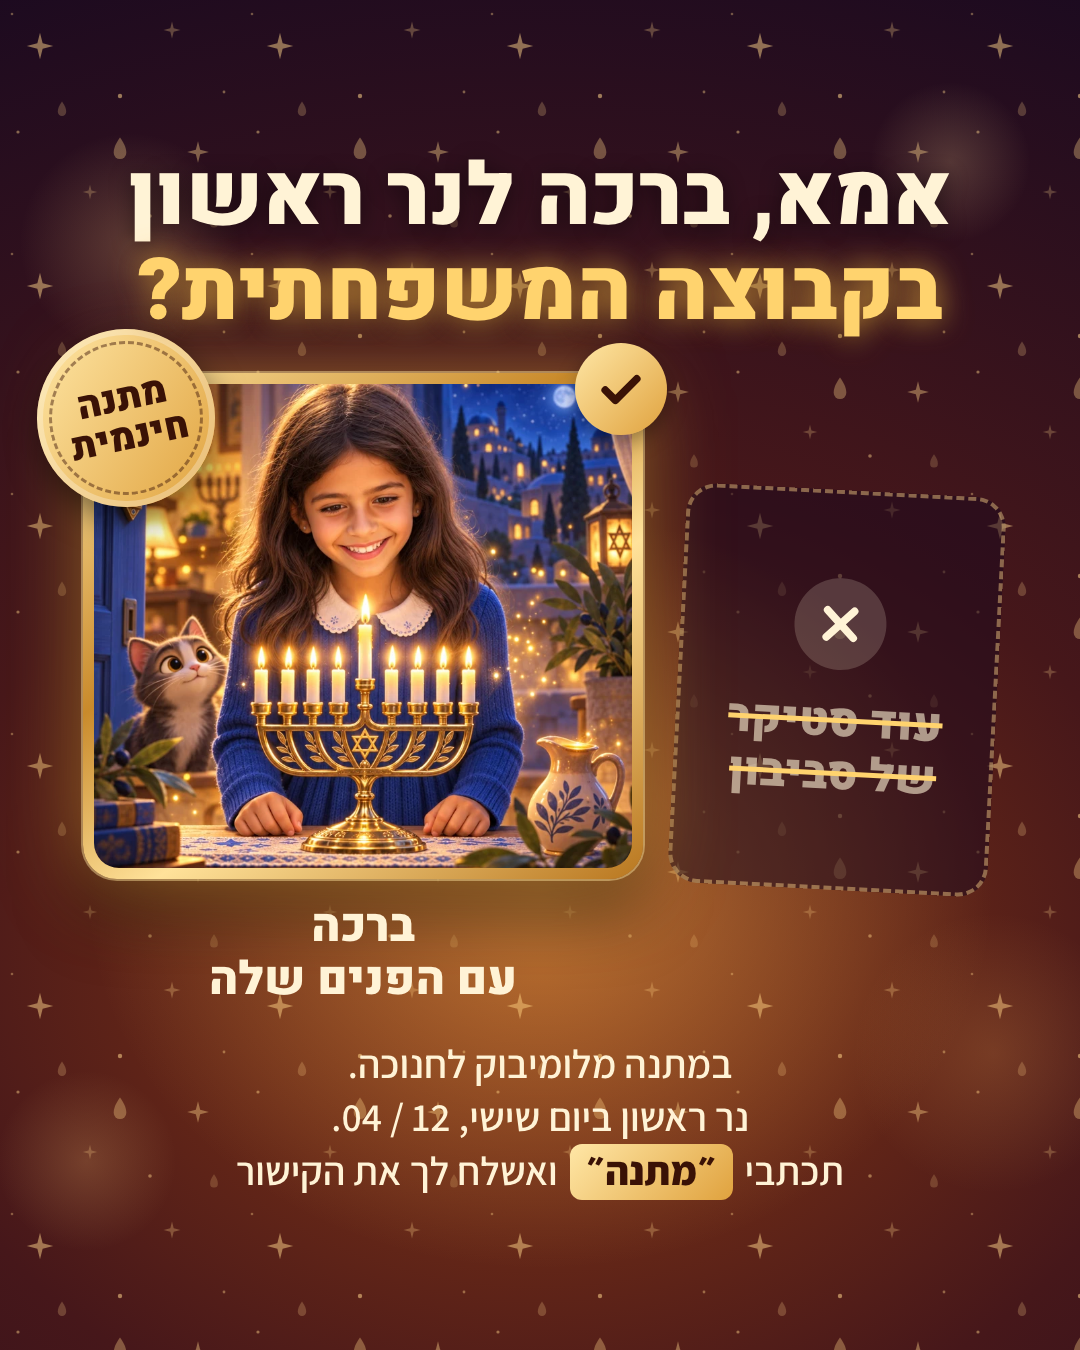 אמא, ברכה לנר ראשון
בקבוצה המשפחתית?
מתנה
חינמית
עוד סטיקר
של סביבון
ברכה
עם הפנים שלה
במתנה מלומיבוק לחנוכה.
נר ראשון ביום שישי, 04 / 12.
תכתבי ״מתנה״ ואשלח לך את הקישור